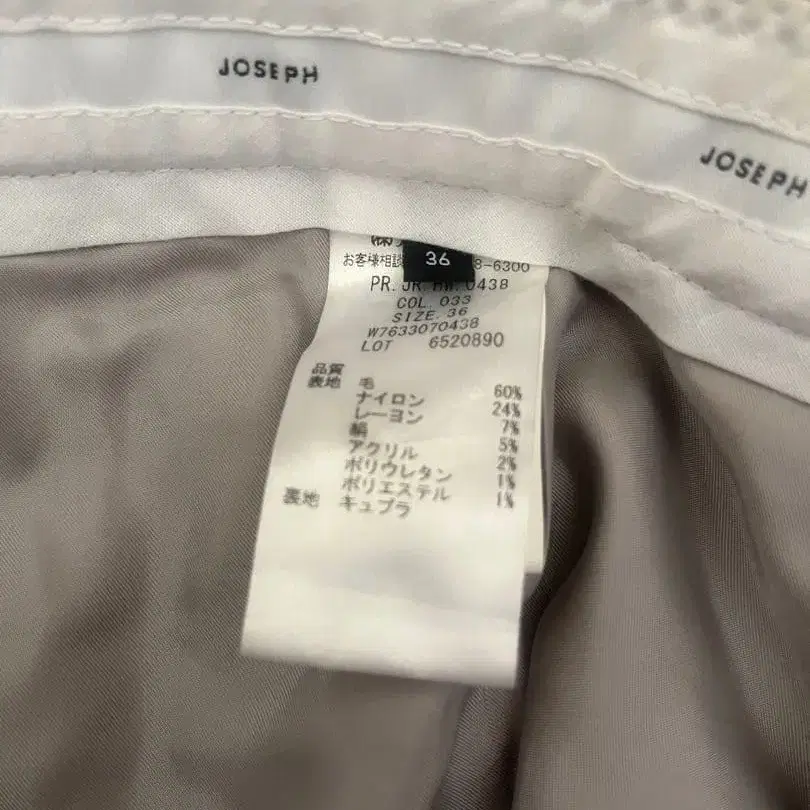 JOSEPH
JOSEPH
36
お客様相談 8-6300
PR. JR. HW. 0438
COL. 033
SIZE. 36
W7633070438
LOT 6520890
品質
表地 毛 60%
ナイロン 24%
レーヨン 7%
絹 5%
アクリル 2%
ポリウレタン 1%
ポリエステル 1%
裏地 キュプラ